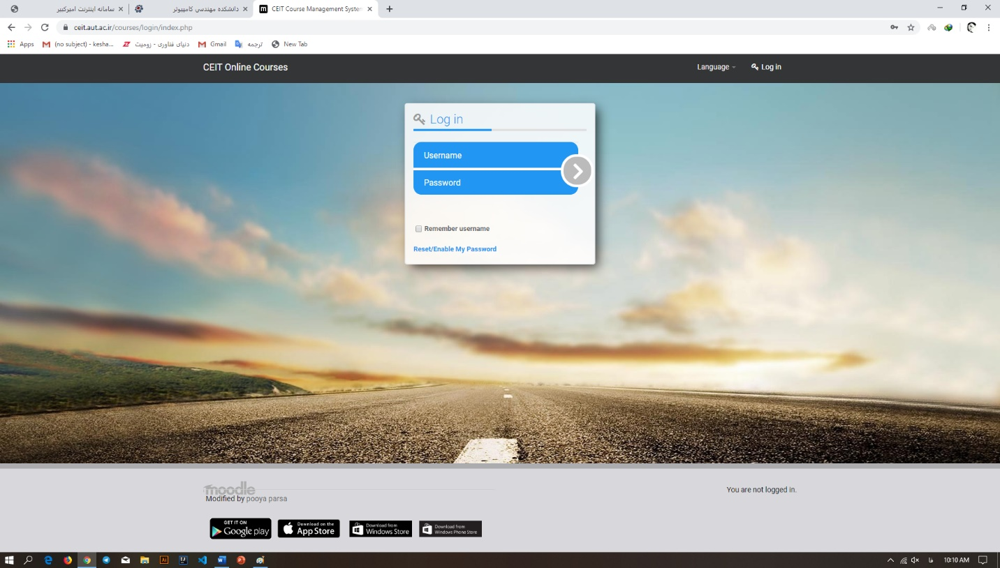 سامانه اینترنت امیرکبیر
دانشکده مهندسی کامپیوتر
CEIT Course Management System
ceit.aut.ac.ir/courses/login/index.php
Apps
(no subject) - kesha...
دنیای فناوری - زومیت
Gmail
ترجمه
New Tab
CEIT Online Courses
Language
Log in
Log in
Username
Password
Remember username
Reset/Enable My Password
moodle
Modified by pooya parsa
You are not logged in.
GET IT ON
Google play
Download on the
App Store
Download from
Windows Store
Download from
Windows Phone Store
فا
10:10 AM